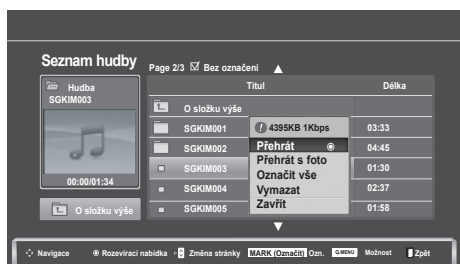 Seznam hudby
Page 2/3 Bez označení
Hudba
SGKIM003
00:00/01:34
O složku výše
Titul Délka
O složku výše
SGKIM001 03:33
SGKIM002 04:45
SGKIM003 01:30
SGKIM004 02:37
SGKIM005 01:58
4395KB 1Kbps
Přehrát
Přehrát s foto
Označit vše
Vymazat
Zavřít
Navigace Rozevírací nabídka Změna stránky MARK (Označit) Ozn. Q.MENU Možnost Zpět